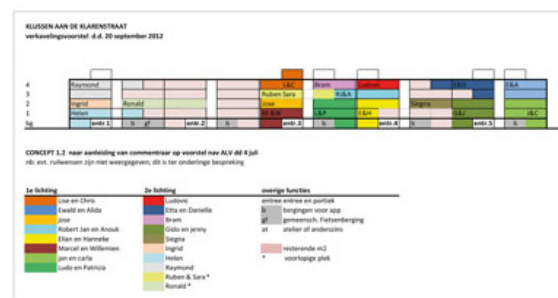 KLUSSEN AAN DE KLARENSTRAAT
verkavelingsvoorstel d.d. 20 september 2012
4 Raymond L&C Bram Ludovic E&D E&A
3 Ruben Sara RJ&A
2 Ingrid Ronald Jose Siegna
1 Helen M &W L&P E&H G&J J&C
bg entr.1 b gf entr.2 b entr.3 b entr.4 b gf entr.5 b
CONCEPT 1.2 naar aanleiding van commentaar op voorstel nav ALV dd 4 juli
nb: evt. ruilwensen zijn niet weergegeven; dit is ter onderlinge bespreking
1e lichting 2e lichting overige functies
Lise en Chris Ludovic entree entree en portiek
Ewald en Alida Etta en Danielle b bergingen voor app
Jose Bram gf gemeensch. Fietsenberging
Robert Jan en Anouk Gido en jenny at atelier of anderszins
Elian en Hanneke Siegna
Marcel en Willemien Ingrid resterende m2
jan en carla Helen * voorlopige plek
Ludo en Patricia Raymond
Ruben & Sara *
Ronald *